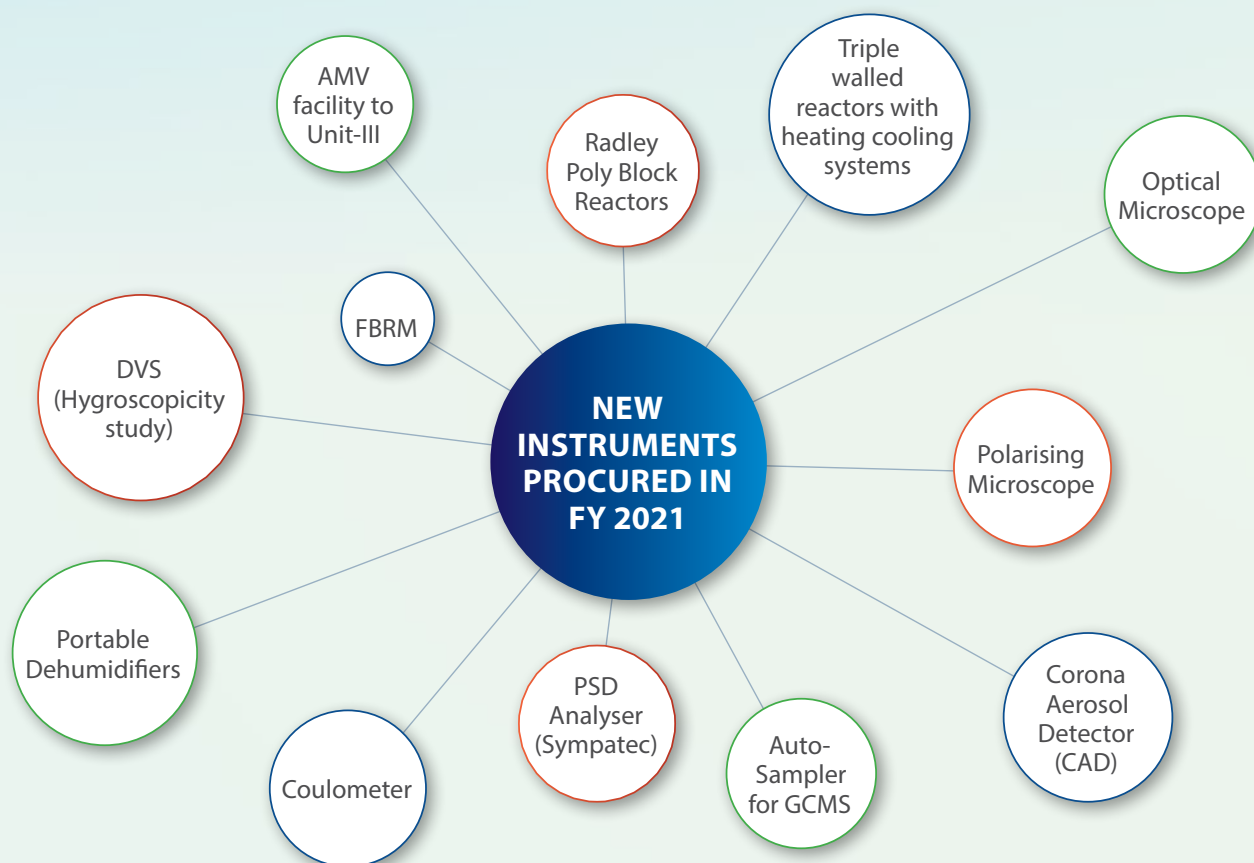 AMV
facility to
Unit-III
Radley
Poly Block
Reactors
Triple
walled
reactors with
heating cooling
systems
Optical
Microscope
FBRM
DVS
(Hygroscopicity
study)
NEW
INSTRUMENTS
PROCURED IN
FY 2021
Polarising
Microscope
Portable
Dehumidifiers
Coulometer
PSD
Analyser
(Sympatec)
Auto-
Sampler
for GCMS
Corona
Aerosol
Detector
(CAD)